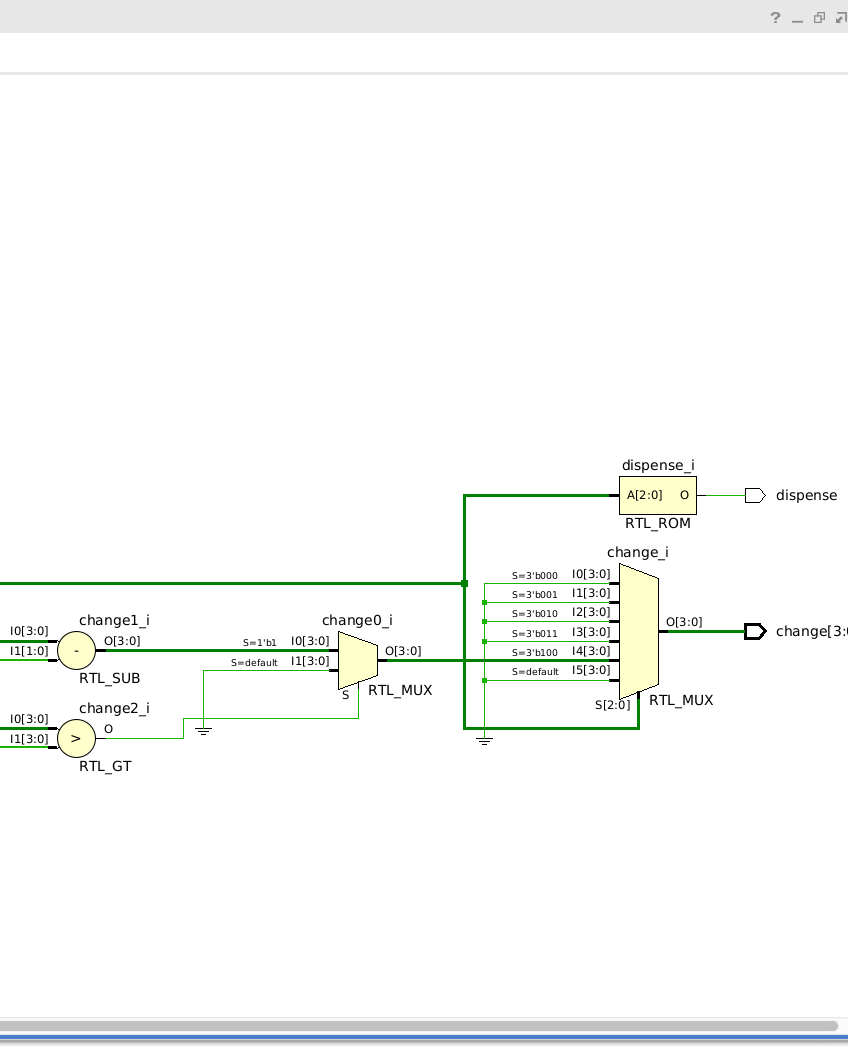 ?
dispense_i
A[2:0] O
dispense
RTL_ROM
change_i
S=3'b000 I0[3:0]
S=3'b001 I1[3:0]
S=3'b010 I2[3:0]
S=3'b011 I3[3:0]
S=3'b100 I4[3:0]
S=default I5[3:0]
O[3:0]
change[3:0
S[2:0]
RTL_MUX
change1_i
I0[3:0]
I1[1:0]
-
O[3:0]
RTL_SUB
change0_i
S=1'b1 I0[3:0]
S=default I1[3:0]
O[3:0]
S
RTL_MUX
change2_i
I0[3:0]
I1[3:0]
>
O
RTL_GT